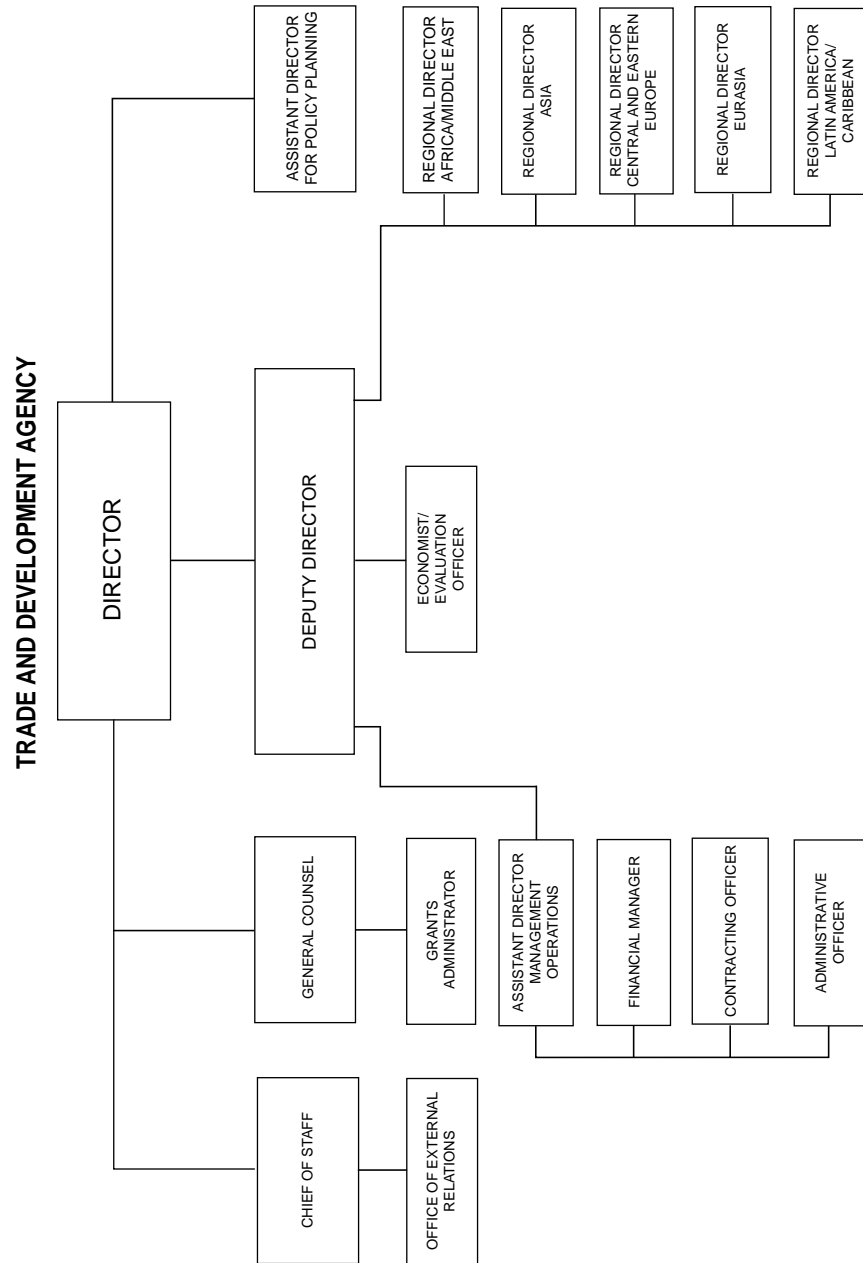 TRADE AND DEVELOPMENT AGENCY
DIRECTOR
CHIEF OF STAFF
GENERAL COUNSEL
DEPUTY DIRECTOR
ASSISTANT DIRECTOR
FOR POLICY PLANNING
OFFICE OF EXTERNAL
RELATIONS
GRANTS
ADMINISTRATOR
ECONOMIST/
EVALUATION
OFFICER
REGIONAL DIRECTOR
AFRICA/MIDDLE EAST
ASSISTANT DIRECTOR
MANAGEMENT
OPERATIONS
REGIONAL DIRECTOR
ASIA
FINANCIAL MANAGER
REGIONAL DIRECTOR
CENTRAL AND EASTERN
EUROPE
CONTRACTING OFFICER
REGIONAL DIRECTOR
EURASIA
ADMINISTRATIVE
OFFICER
REGIONAL DIRECTOR
LATIN AMERICA/
CARIBBEAN